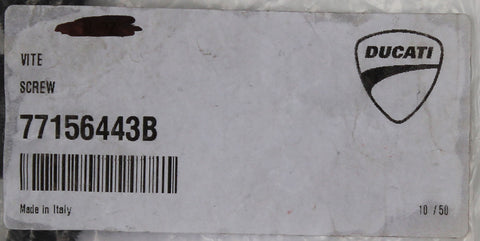 DUCATI
VITE
SCREW
77156443B
Made in Italy
10 / 50